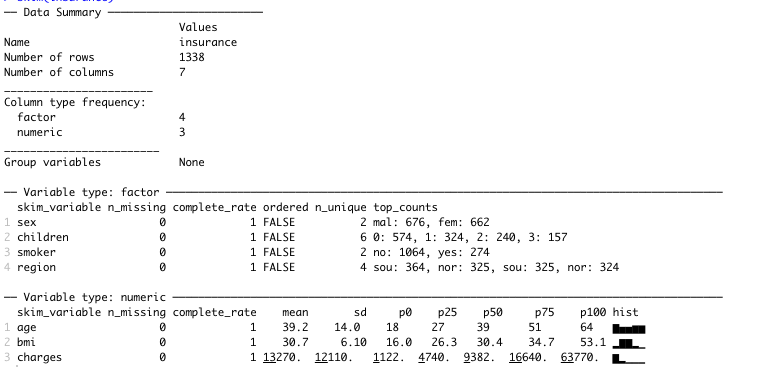 ── Data Summary ────────────────────────
Values
Name insurance
Number of rows 1338
Number of columns 7
_______________________
Column type frequency:
factor 4
numeric 3
________________________
Group variables None
── Variable type: factor ────────────────────────
skim_variable n_missing complete_rate ordered n_unique top_counts
1 sex 0 1 FALSE 2 mal: 676, fem: 662
2 children 0 1 FALSE 6 0: 574, 1: 324, 2: 240, 3: 157
3 smoker 0 1 FALSE 2 no: 1064, yes: 274
4 region 0 1 FALSE 4 sou: 364, nor: 325, sou: 325, nor: 324
── Variable type: numeric ────────────────────────
skim_variable n_missing complete_rate mean sd p0 p25 p50 p75 p100 hist
1 age 0 1 39.2 14.0 18 27 39 51 64
2 bmi 0 1 30.7 6.10 16.0 26.3 30.4 34.7 53.1
3 charges 0 1 13270. 12110. 1122. 4740. 9382. 16640. 63770.